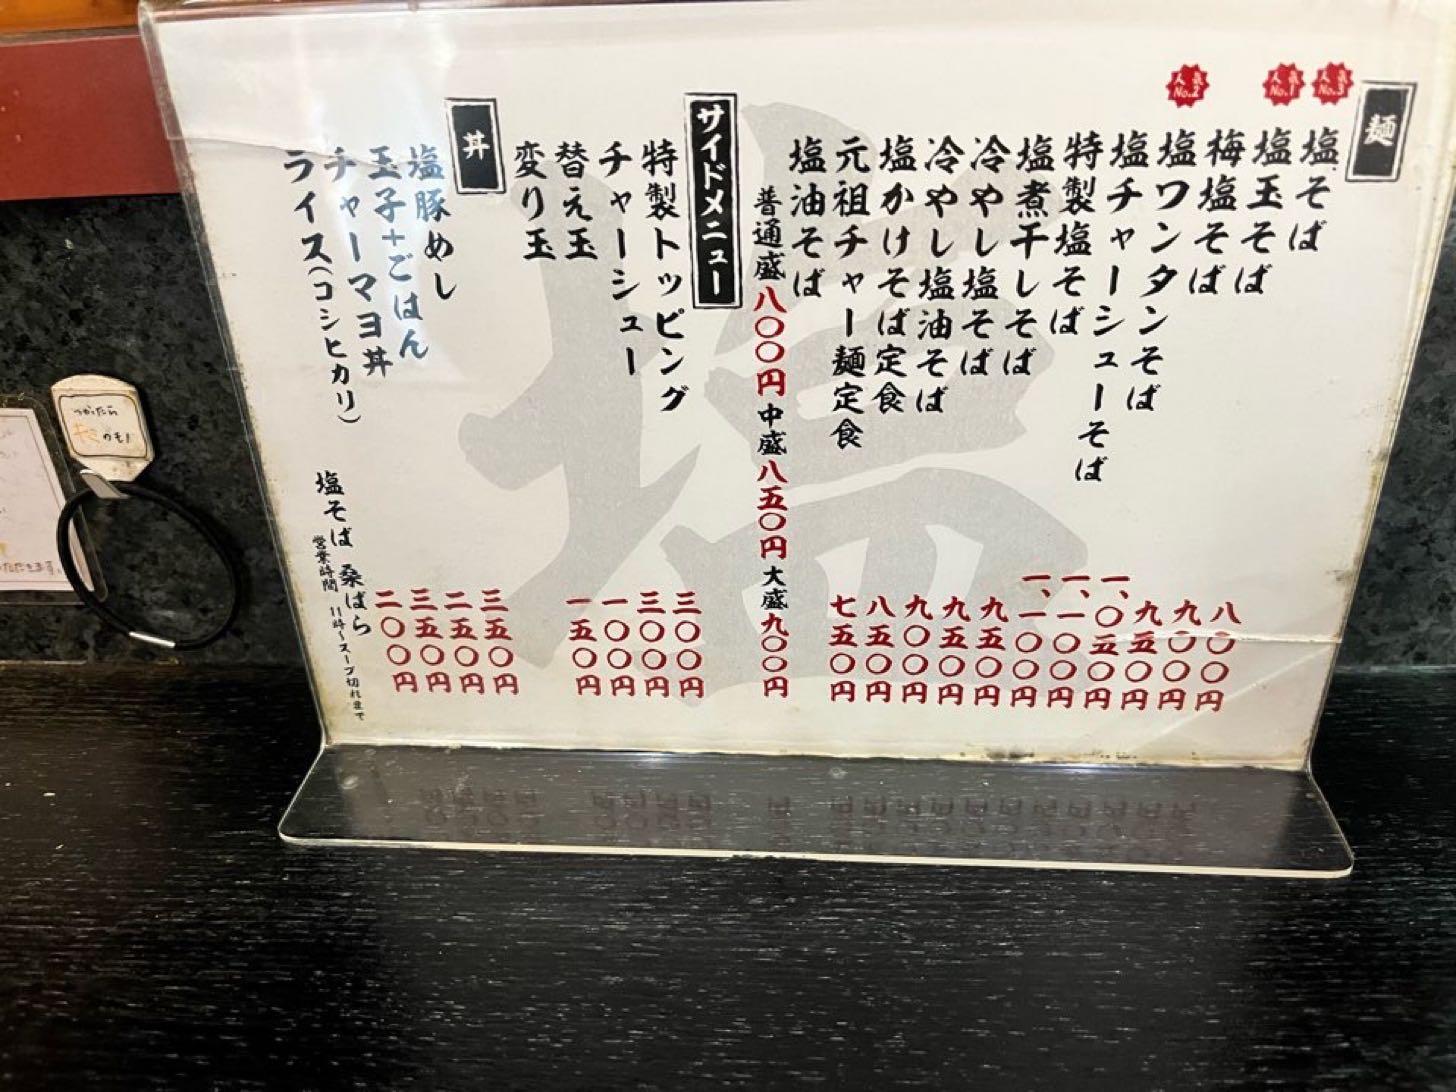 麺
人気No.3
塩そば 八〇〇円
人気No.1
塩玉そば 九〇〇円
梅塩そば 九五〇円
人気No.2
塩ワンタンそば 一、〇五〇円
塩チャーシューそば 一、一〇〇円
特製塩そば 一、一〇〇円
塩煮干しそば 九五〇円
冷やし塩そば 九五〇円
冷やし塩油そば 九〇〇円
塩かけそば定食 八五〇円
元祖チャー麺定食 七五〇円
塩油そば
普通盛八〇〇円 中盛八五〇円 大盛九〇〇円
サイドメニュー
特製トッピング 三〇〇円
チャーシュー 三〇〇円
替え玉 一〇〇円
変り玉 一五〇円
丼
塩豚めし 三五〇円
玉子+ごはん 二五〇円
チャーマヨ丼 三五〇円
ライス(コシヒカリ) 二〇〇円
塩そば 桑ばら
営業時間 11時〜スープ切れまで
塩
つかったら